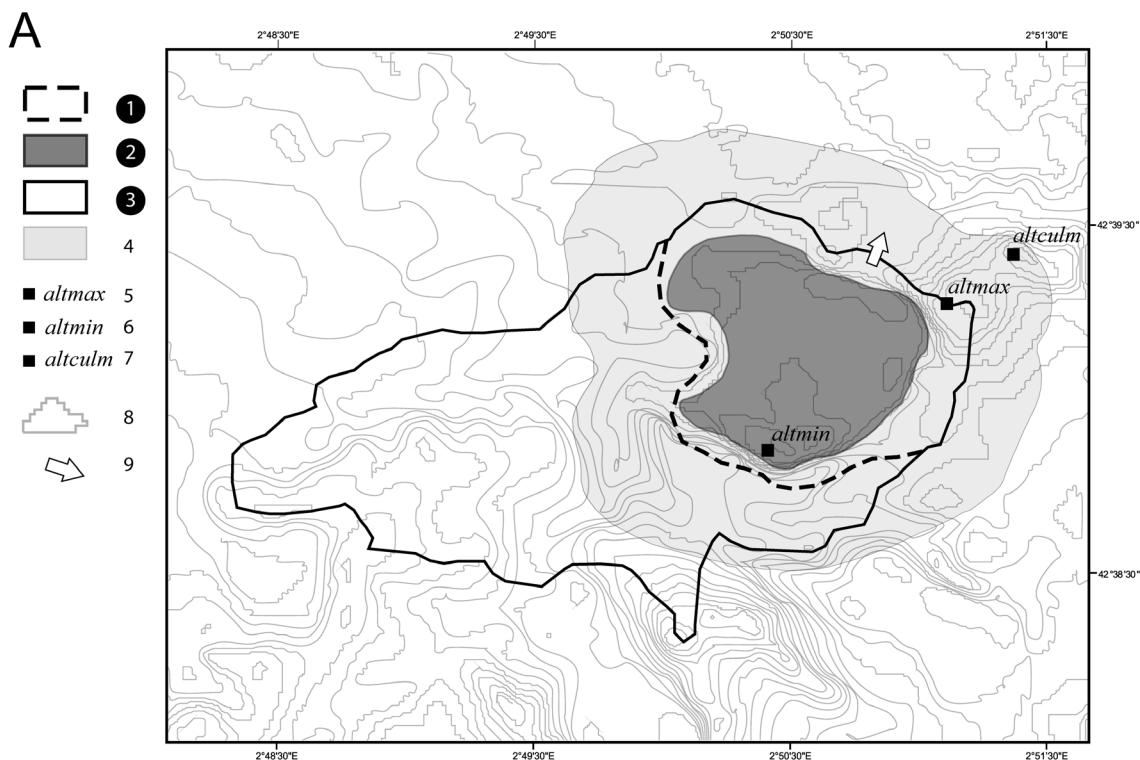 A
2°48'30"
2°49'30"
2°50'30"
2°51'30"
1
2
3
4
altmax 5
altmin 6
altculm 7
8
9
42°39'30"
altculm
altmax
altmin
42°38'30"
2°48'30"
2°49'30"
2°50'30"
2°51'30"